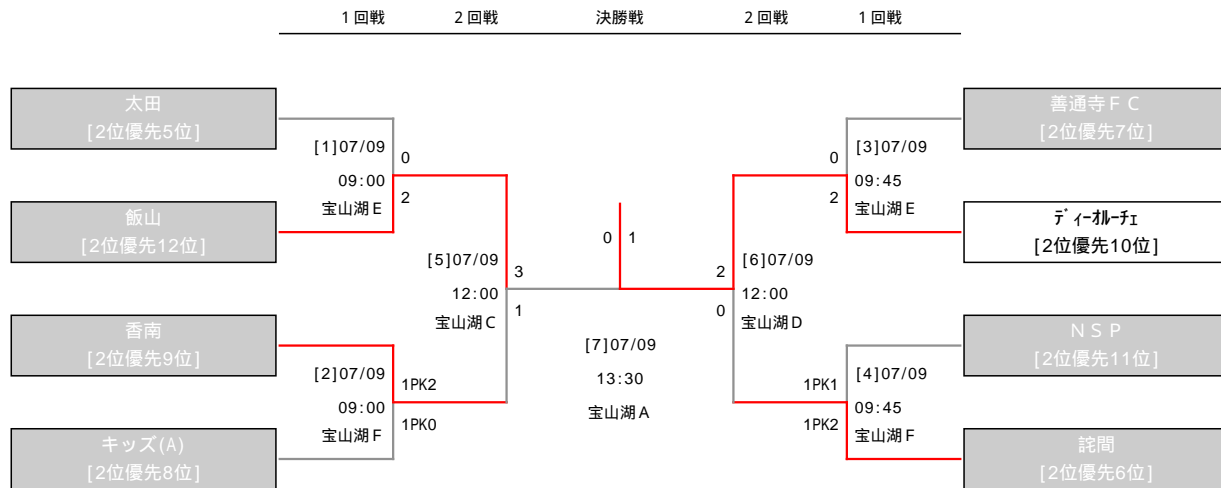 1回戦 2回戦 決勝戦 2回戦 1回戦
太田
[2位優先5位]
善通寺ＦＣ
[2位優先7位]
[1]07/09
0
09:00
2
宝山湖Ｅ
0
[3]07/09
2
09:45
宝山湖Ｅ
飯山
[2位優先12位]
ﾃﾞｨｰｵﾙｰﾁｪ
[2位優先10位]
0 1
[5]07/09
3
12:00
1
宝山湖Ｃ
2
[6]07/09
12:00
0
宝山湖Ｄ
香南
[2位優先9位]
ＮＳＰ
[2位優先11位]
[7]07/09
13:30
宝山湖Ａ
[2]07/09
1PK2
09:00
1PK0
宝山湖Ｆ
1PK1
[4]07/09
1PK2
09:45
宝山湖Ｆ
キッズ(A)
[2位優先8位]
詫間
[2位優先6位]